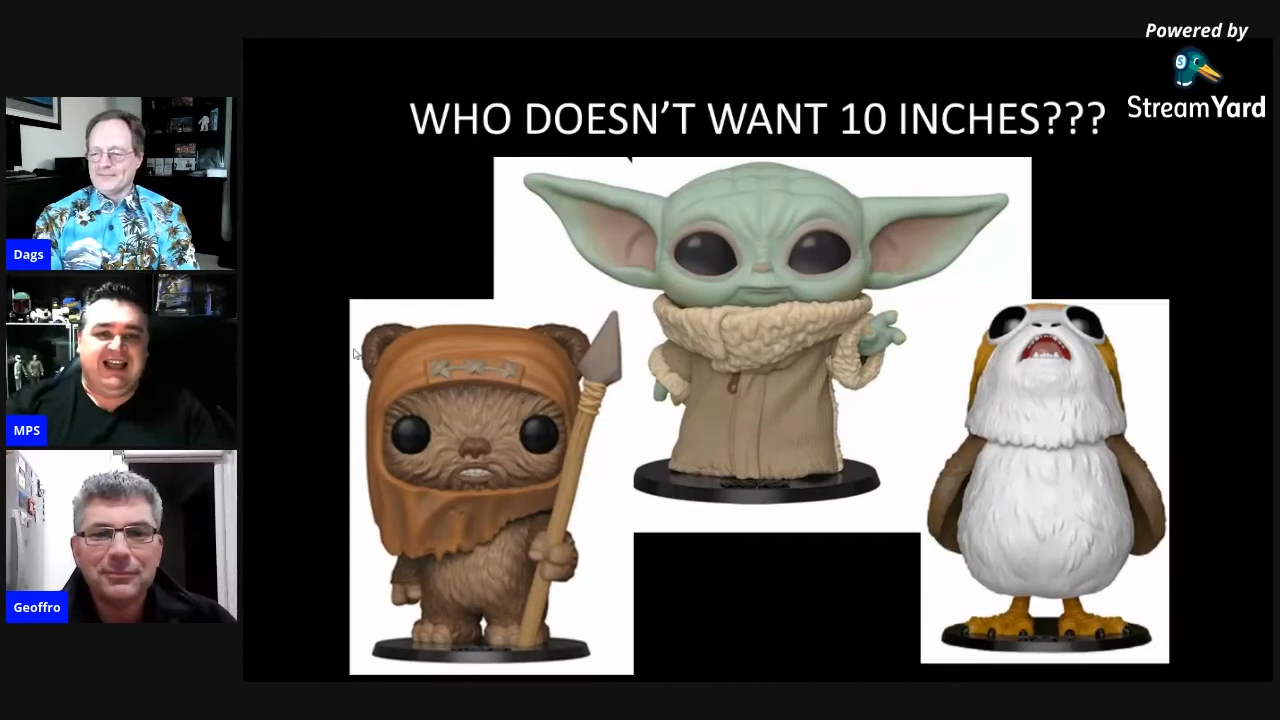 Powered by
StreamYard
WHO DOESN’T WANT 10 INCHES???
Dags
MPS
Geoffro